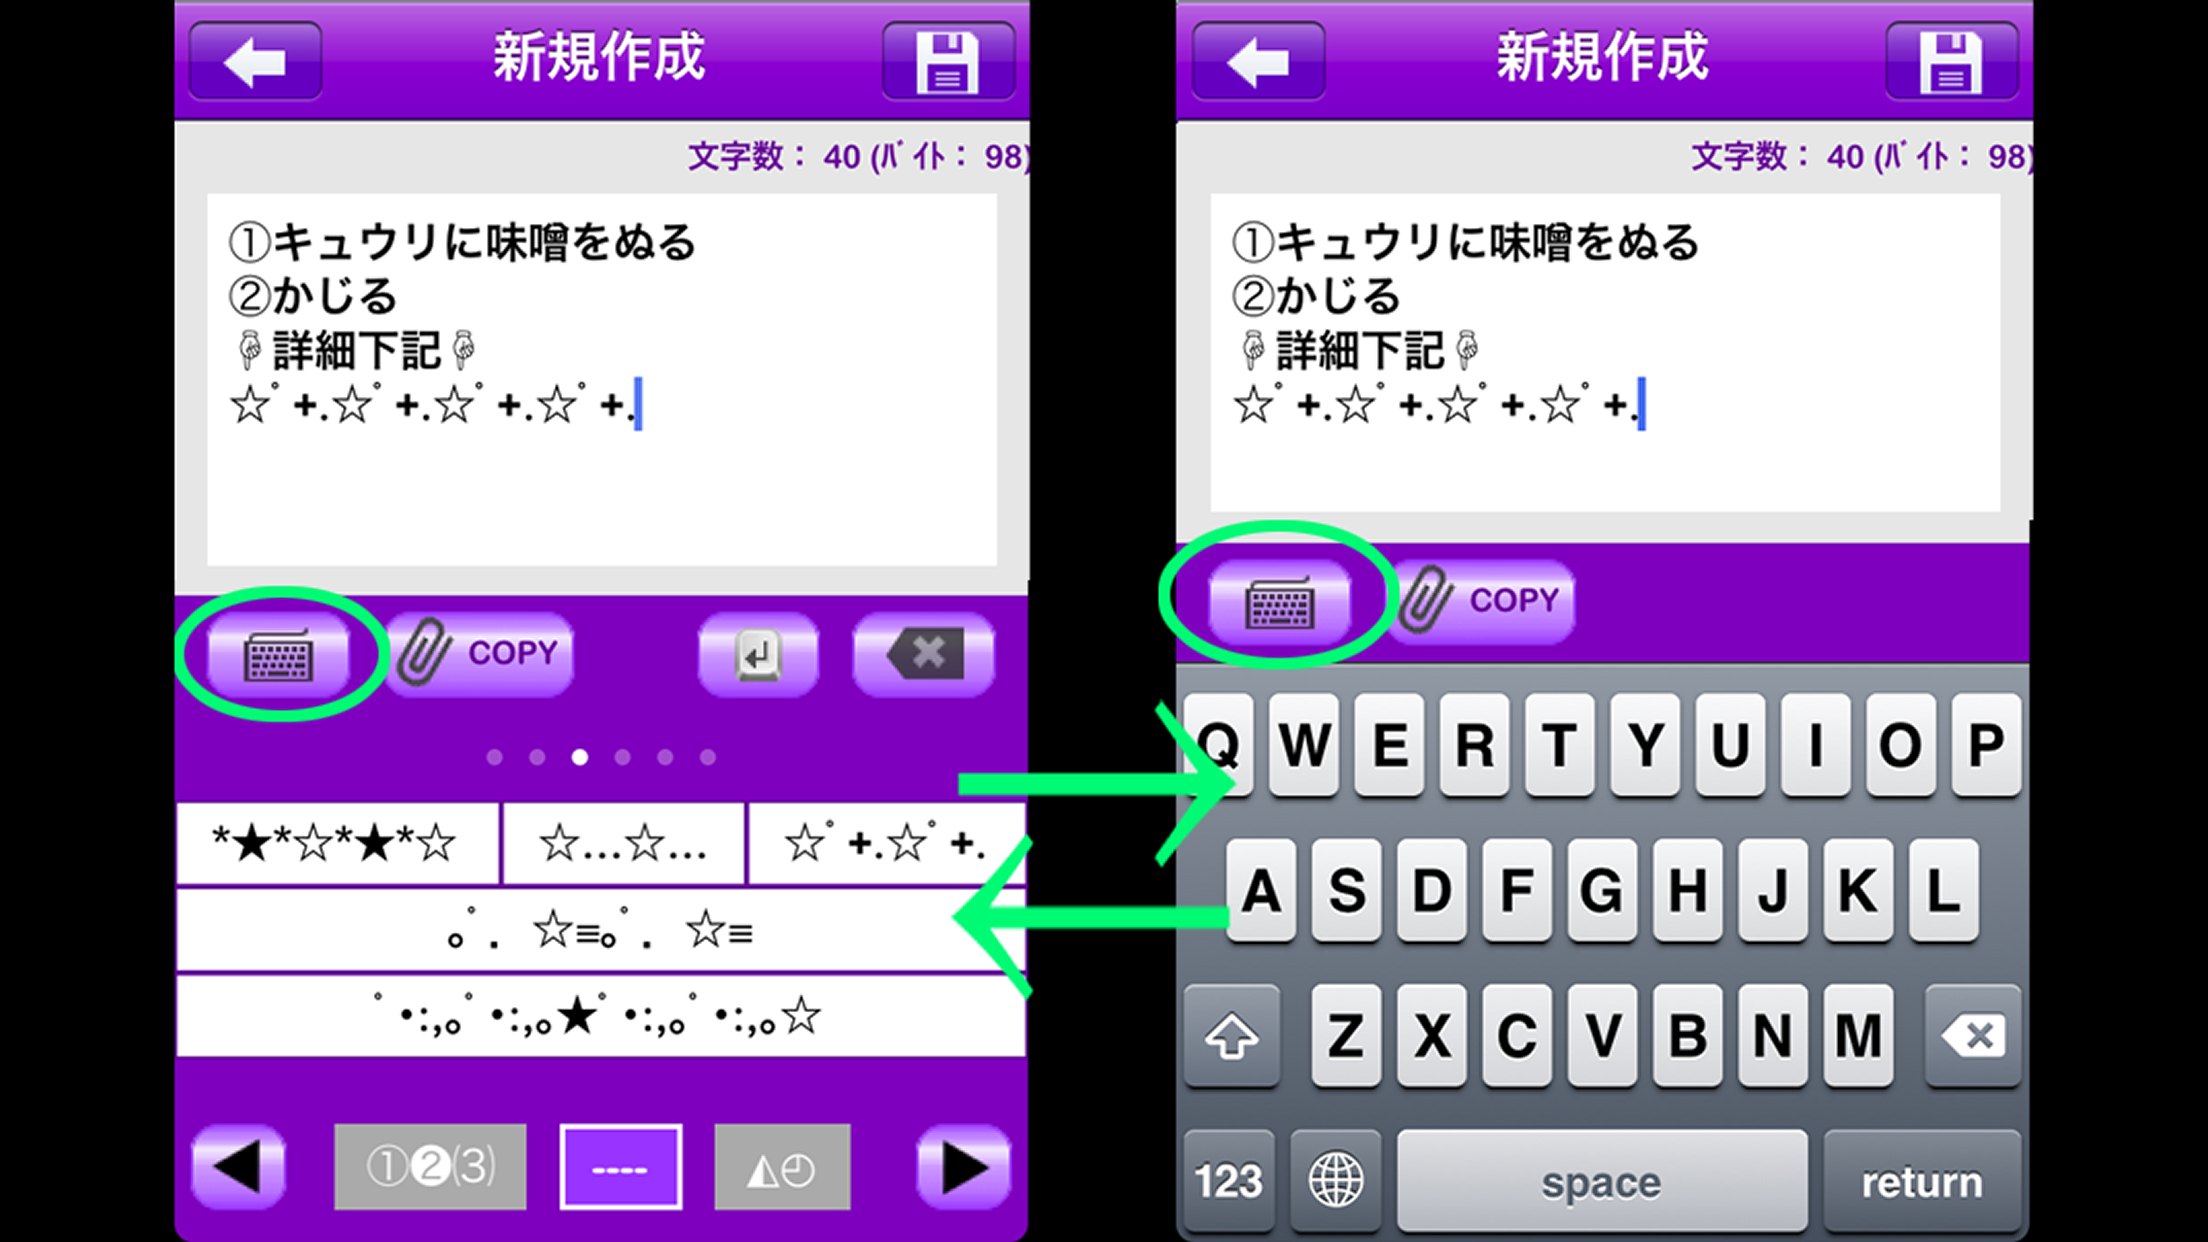 新規作成
文字数： 40 (ﾊﾞｲﾄ： 98)
①キュウリに味噌をぬる
②かじる
☟詳細下記☟
☆ﾟ+.☆ﾟ+.☆ﾟ+.☆ﾟ+.
COPY
*★*☆*★*☆
☆…☆…
☆ﾟ+.☆ﾟ+.
｡ﾟ. ☆≡｡ﾟ. ☆≡
ﾟ･:,｡ﾟ･:,｡★ﾟ･:,｡ﾟ･:,｡☆
①❷⑶
----
◭◴
新規作成
文字数： 40 (ﾊﾞｲﾄ： 98)
①キュウリに味噌をぬる
②かじる
☟詳細下記☟
☆ﾟ+.☆ﾟ+.☆ﾟ+.☆ﾟ+.
COPY
Q W E R T Y U I O P
A S D F G H J K L
Z X C V B N M
123 space return